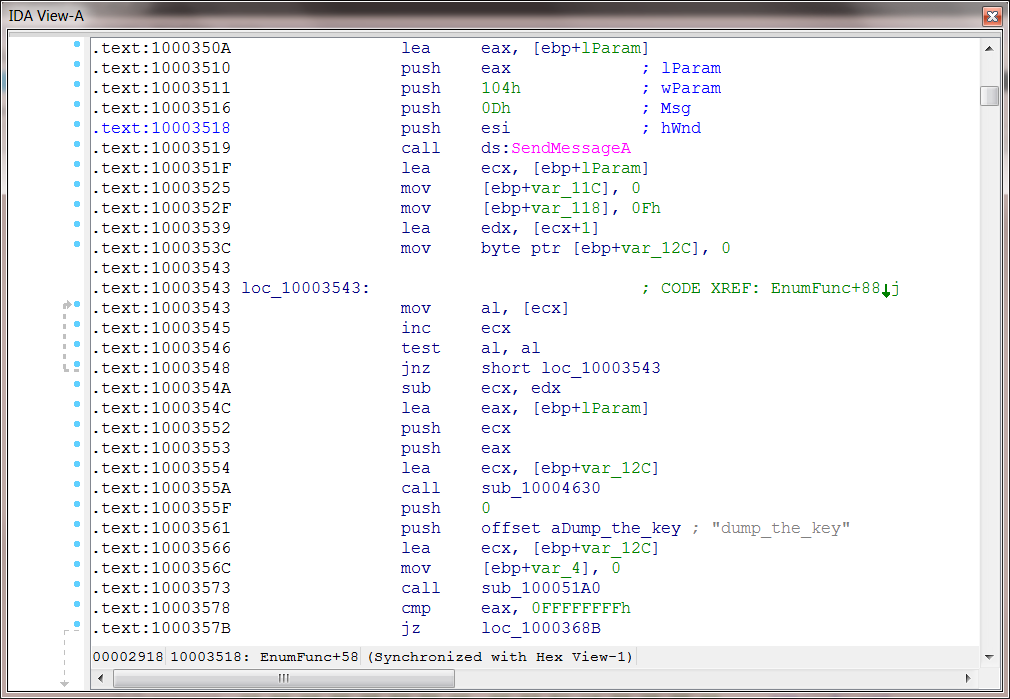 IDA View-A
.text:1000350A lea eax, [ebp+lParam]
.text:10003510 push eax ; lParam
.text:10003511 push 104h ; wParam
.text:10003516 push 0Dh ; Msg
.text:10003518 push esi ; hWnd
.text:10003519 call ds:SendMessageA
.text:1000351F lea ecx, [ebp+lParam]
.text:10003525 mov [ebp+var_11C], 0
.text:1000352F mov [ebp+var_118], 0Fh
.text:10003539 lea edx, [ecx+1]
.text:1000353C mov byte ptr [ebp+var_12C], 0
.text:10003543
.text:10003543 loc_10003543: ; CODE XREF: EnumFunc+88↓j
.text:10003543 mov al, [ecx]
.text:10003545 inc ecx
.text:10003546 test al, al
.text:10003548 jnz short loc_10003543
.text:1000354A sub ecx, edx
.text:1000354C lea eax, [ebp+lParam]
.text:10003552 push ecx
.text:10003553 push eax
.text:10003554 lea ecx, [ebp+var_12C]
.text:1000355A call sub_10004630
.text:1000355F push 0
.text:10003561 push offset aDump_the_key ; "dump_the_key"
.text:10003566 lea ecx, [ebp+var_12C]
.text:1000356C mov [ebp+var_4], 0
.text:10003573 call sub_100051A0
.text:10003578 cmp eax, 0FFFFFFFFh
.text:1000357B jz loc_1000368B
00002918 10003518: EnumFunc+58 (Synchronized with Hex View-1)